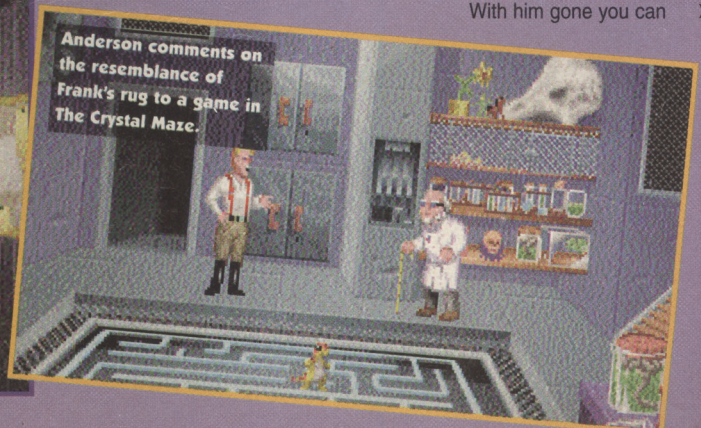 With him gone you can
Anderson comments on
the resemblance of
Frank's rug to a game in
The Crystal Maze.